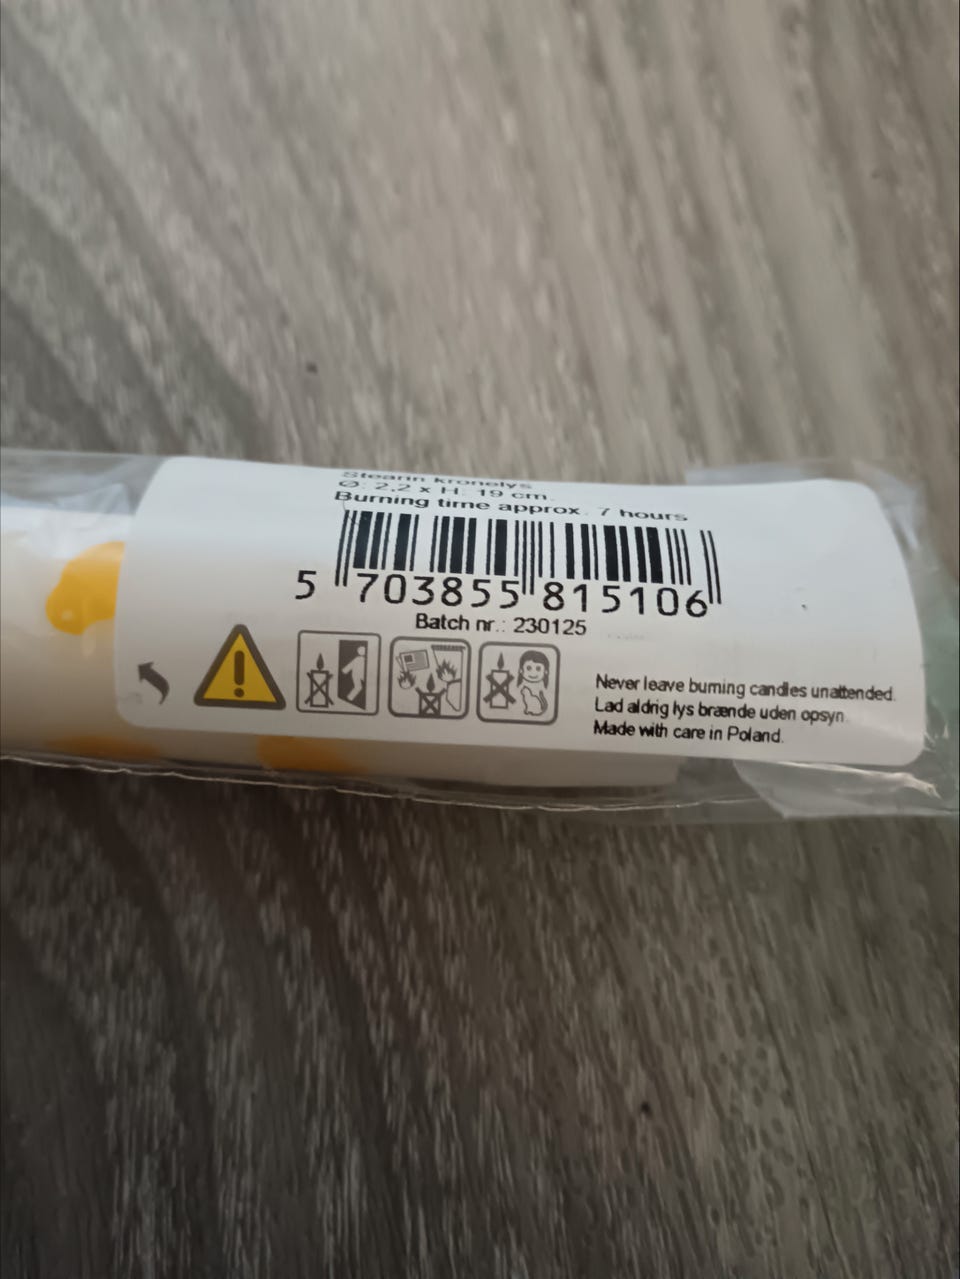 Stearin kronelys
Ø: 2.2 x H: 19 cm.
Burning time approx. 7 hours
5 703855 815106
Batch nr.: 230125
Never leave burning candles unattended.
Lad aldrig lys brænde uden opsyn.
Made with care in Poland.